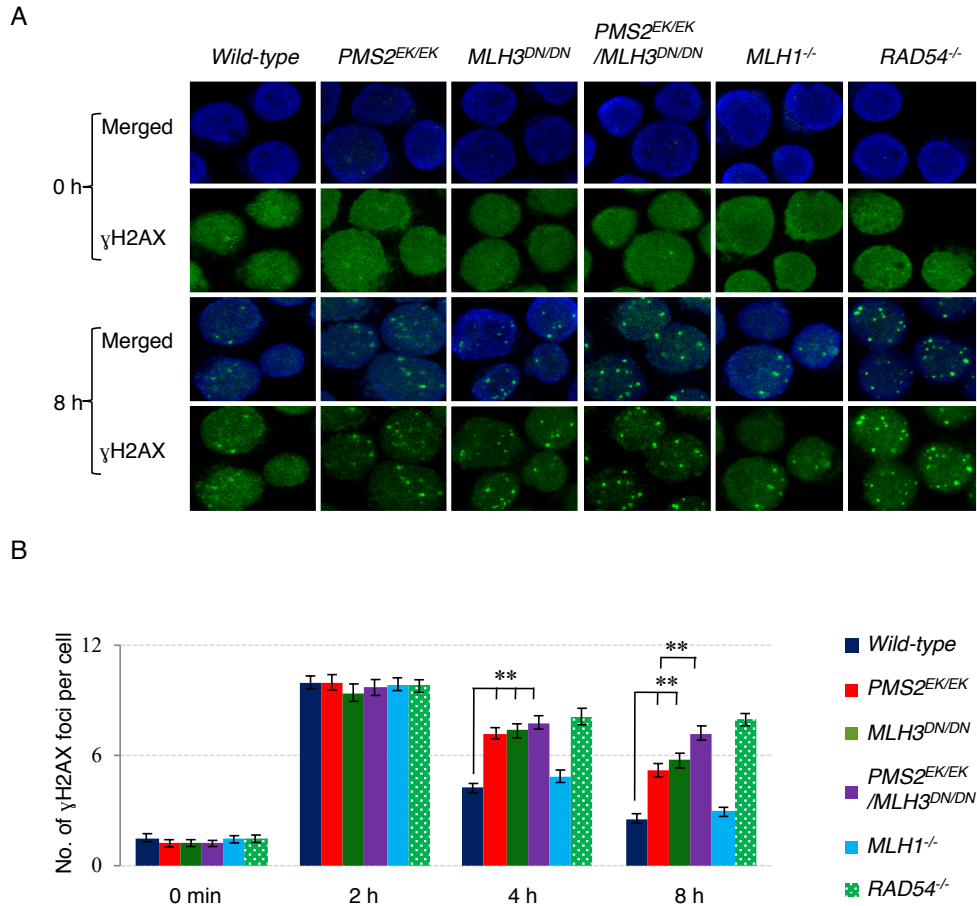 A
Wild-type
PMS2EK/EK
MLH3DN/DN
PMS2EK/EK
/MLH3DN/DN
MLH1-/-
RAD54-/-
0 h
Merged
ɣH2AX
8 h
Merged
ɣH2AX
B
No. of ɣH2AX foci per cell
12
6
0
**
**
**
0 min
2 h
4 h
8 h
Wild-type
PMS2EK/EK
MLH3DN/DN
PMS2EK/EK
/MLH3DN/DN
MLH1-/-
RAD54-/-